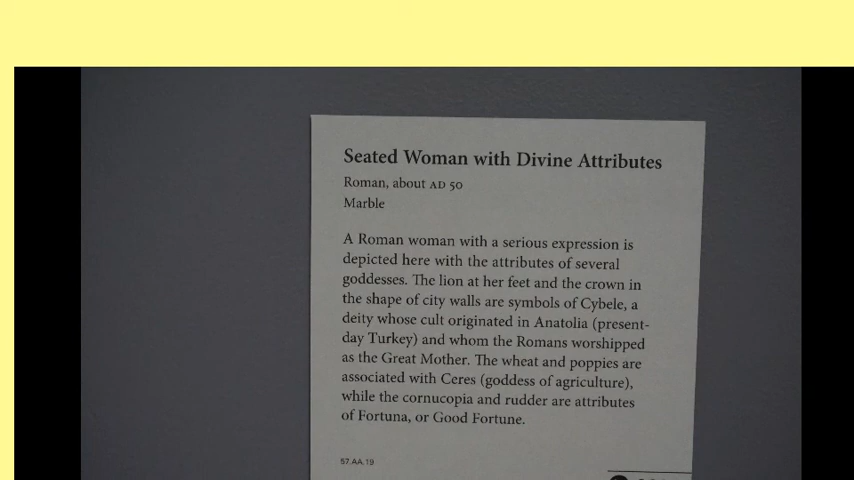 Seated Woman with Divine Attributes
Roman, about AD 50
Marble
A Roman woman with a serious expression is
depicted here with the attributes of several
goddesses. The lion at her feet and the crown in
the shape of city walls are symbols of Cybele, a
deity whose cult originated in Anatolia (present-
day Turkey) and whom the Romans worshipped
as the Great Mother. The wheat and poppies are
associated with Ceres (goddess of agriculture),
while the cornucopia and rudder are attributes
of Fortuna, or Good Fortune.
57.AA.19